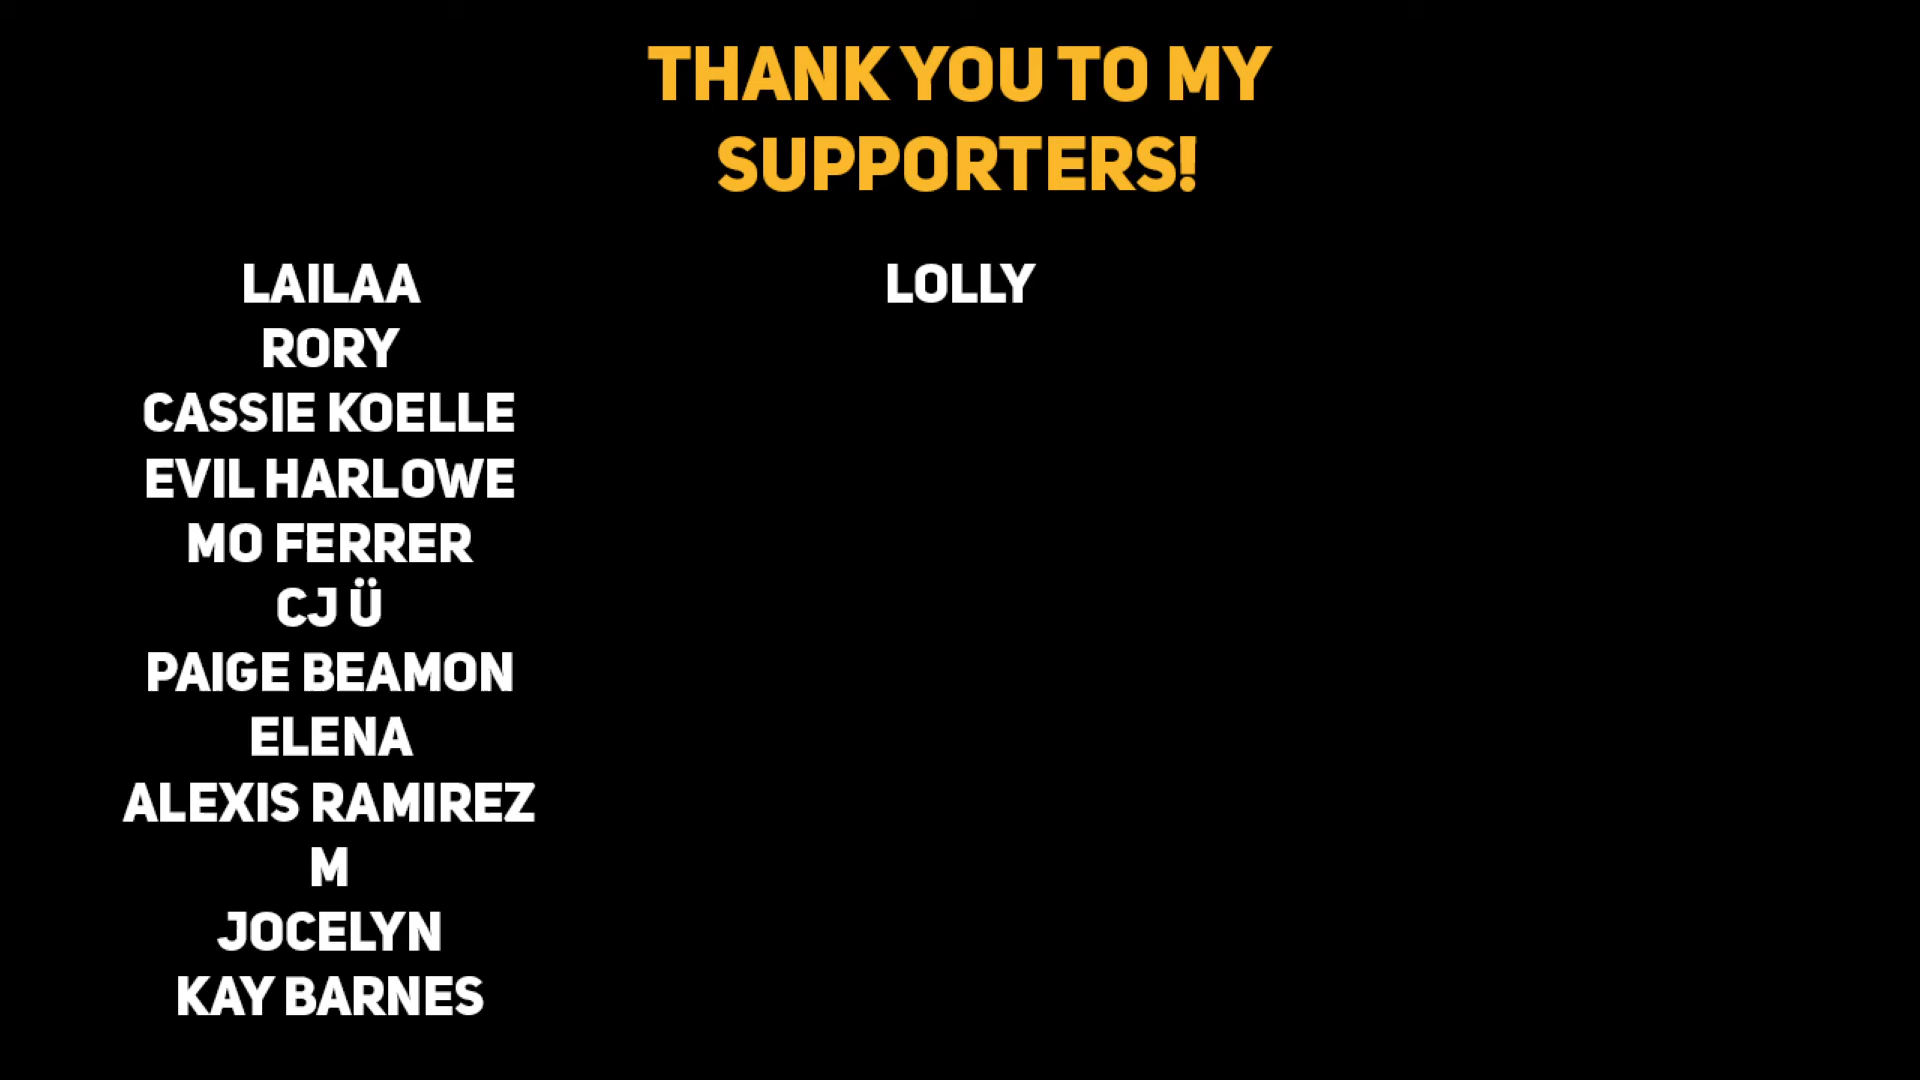 THANK YOU TO MY
SUPPORTERS!
LAILAA
RORY
CASSIE KOELLE
EVIL HARLOWE
MO FERRER
CJ Ü
PAIGE BEAMON
ELENA
ALEXIS RAMIREZ
M
JOCELYN
KAY BARNES
LOLLY